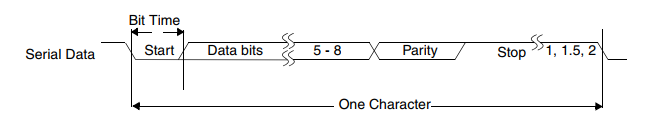 Bit Time
Serial Data Start Data bits 5 - 8 Parity Stop 1, 1.5, 2
One Character